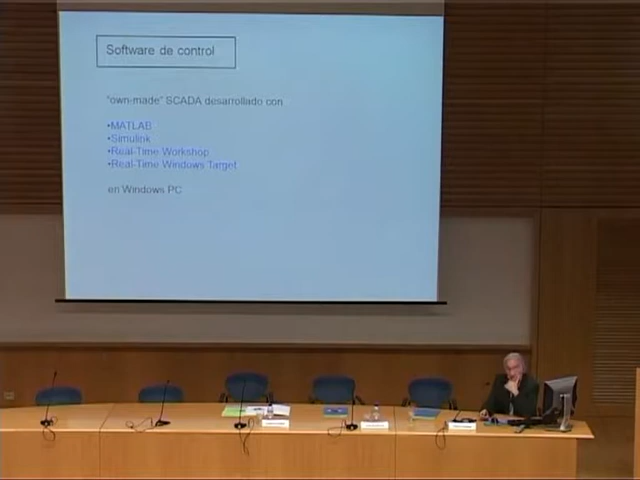 Software de control
"own-made" SCADA desarrollado con
•MATLAB
•Simulink
•Real-Time Workshop
•Real-Time Windows Target
en Windows PC